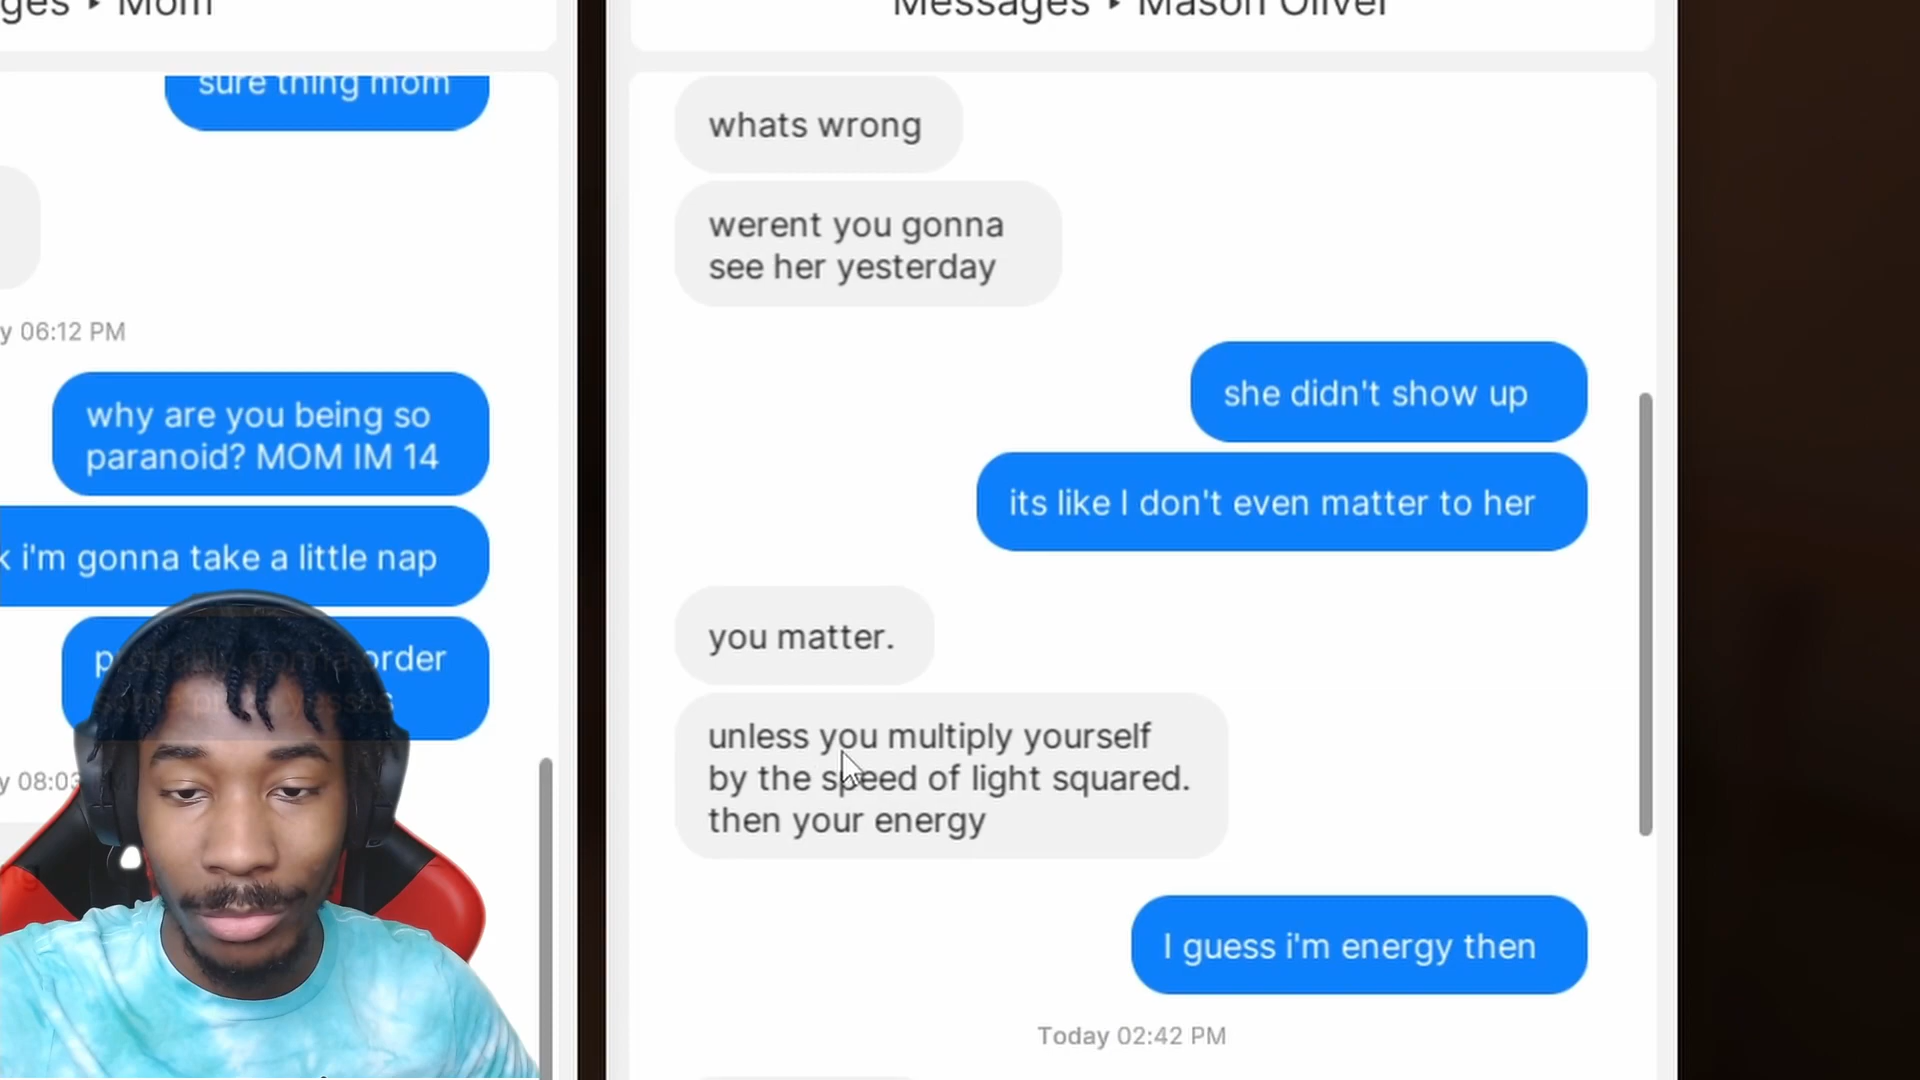 Mom
sure thing mom
06:12 PM
why are you being so
paranoid? MOM IM 14
i'm gonna take a little nap
Messages ▸ Mason Oliver
whats wrong
werent you gonna
see her yesterday
she didn't show up
its like I don't even matter to her
you matter.
unless you multiply yourself
by the speed of light squared.
then your energy
I guess i'm energy then
Today 02:42 PM